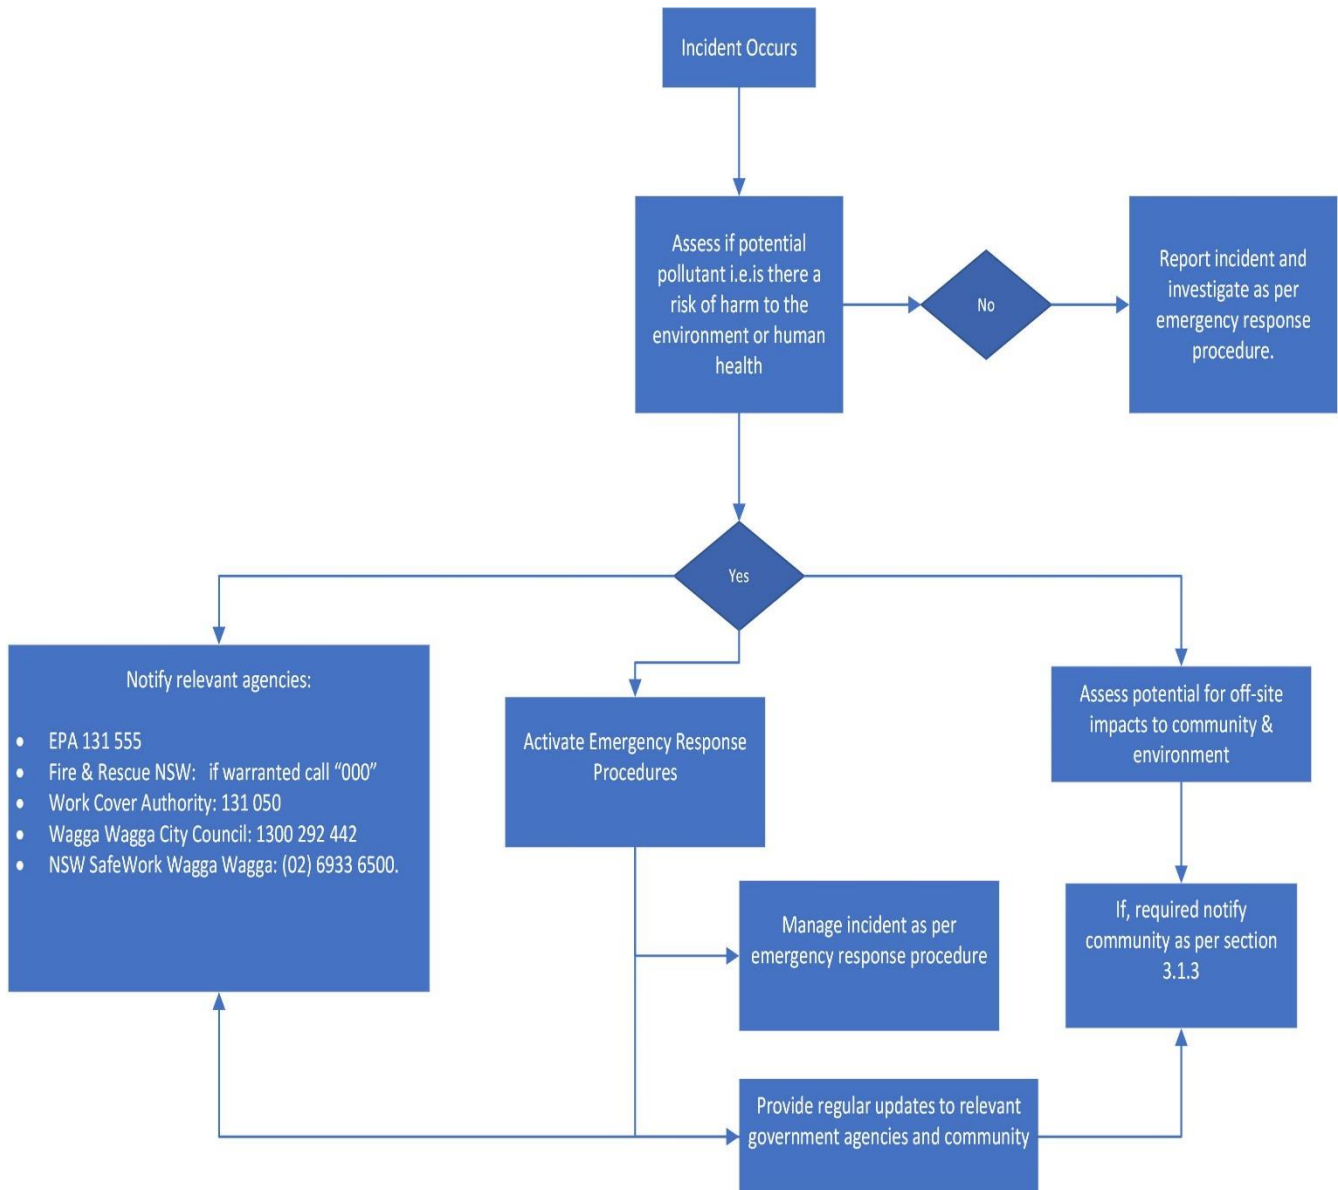 Incident Occurs
Assess if potential
pollutant i.e.is there a
risk of harm to the
environment or human
health
No
Report incident and
investigate as per
emergency response
procedure.
Yes
Notify relevant agencies:
• EPA 131 555
• Fire & Rescue NSW:   if warranted call “000”
• Work Cover Authority: 131 050
• Wagga Wagga City Council: 1300 292 442
• NSW SafeWork Wagga Wagga: (02) 6933 6500.
Activate Emergency Response
Procedures
Assess potential for off-site
impacts to community &
environment
Manage incident as per
emergency response procedure
If, required notify
community as per section
3.1.3
Provide regular updates to relevant
government agencies and community